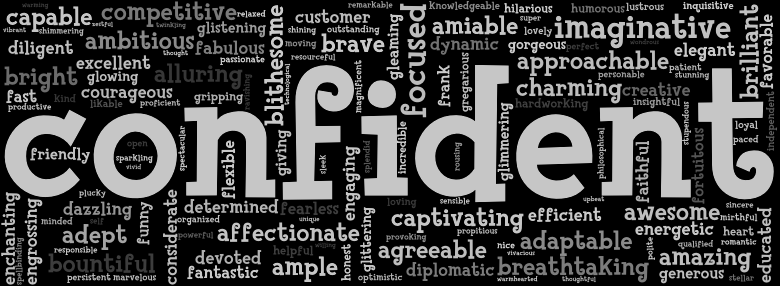 warming
capable
competitive
relaxed
zestful
twinkling
vibrant
shimmering
glistening
diligent
ambitious
fabulous
thought
excellent
passionate
bright
glowing
alluring
ravishing
courageous
fast
kind
likable
proficient
gripping
productive
blithesome
technological
customer
remarkable
shining
outstanding
moving
brave
resourceful
magnificent
gleaming
focused
knowledgeable
hilarious
humorous
lustrous
inquisitive
super
amiable
lovely
imaginative
dynamic
gorgeous
perfect
wondrous
elegant
brilliant
favorable
approachable
patient
personable
stunning
frank
gregarious
charming
creative
hardworking
insightful
independent
confident
friendly
open
sparkling
vivid
spectacular
flexible
giving
sleek
engaging
splendid
incredible
rousing
glimmering
philosophical
faithful
stupendous
fortuitous
loyal
paced
enchanting
engrossing
spellbinding
plucky
dazzling
minded
self
adept
funny
responsible
bountiful
persistent
marvelous
considerate
determined
fearless
organized
unique
powerful
affectionate
devoted
helpful
willing
fantastic
ample
honest
glittering
loving
sensible
upbeat
captivating
efficient
provoking
propitious
agreeable
nice
vivacious
adaptable
optimistic
diplomatic
breathtaking
warmhearted
thoughtful
polite
awesome
sincere
mirthful
energetic
heart
qualified
romantic
amazing
generous
stellar
educated